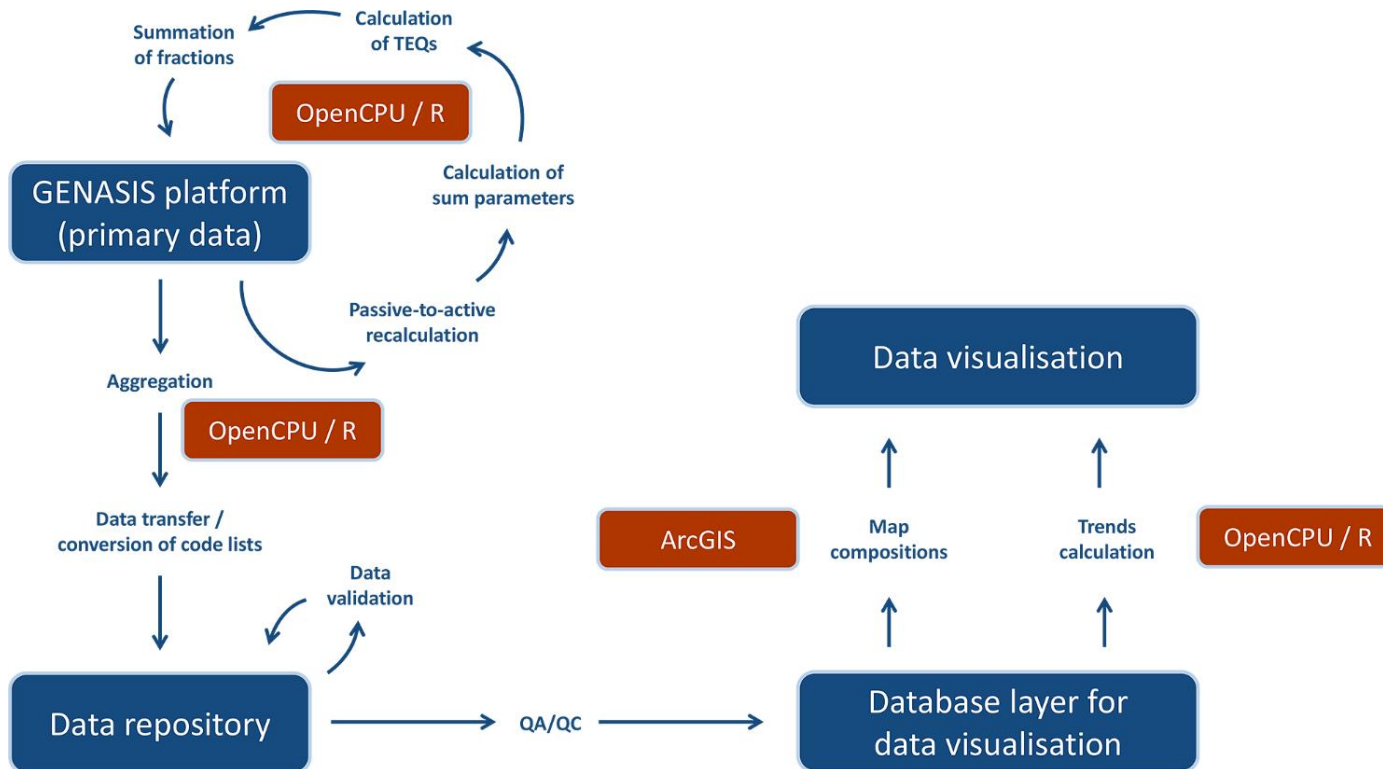 Calculation
of TEQs
Summation
of fractions
OpenCPU / R
GENASIS platform
(primary data)
Calculation of
sum parameters
Passive-to-active
recalculation
Aggregation
OpenCPU / R
Data transfer /
conversion of code lists
Data
validation
Data repository
QA/QC
Database layer for
data visualisation
ArcGIS
Map
compositions
Trends
calculation
OpenCPU / R
Data visualisation